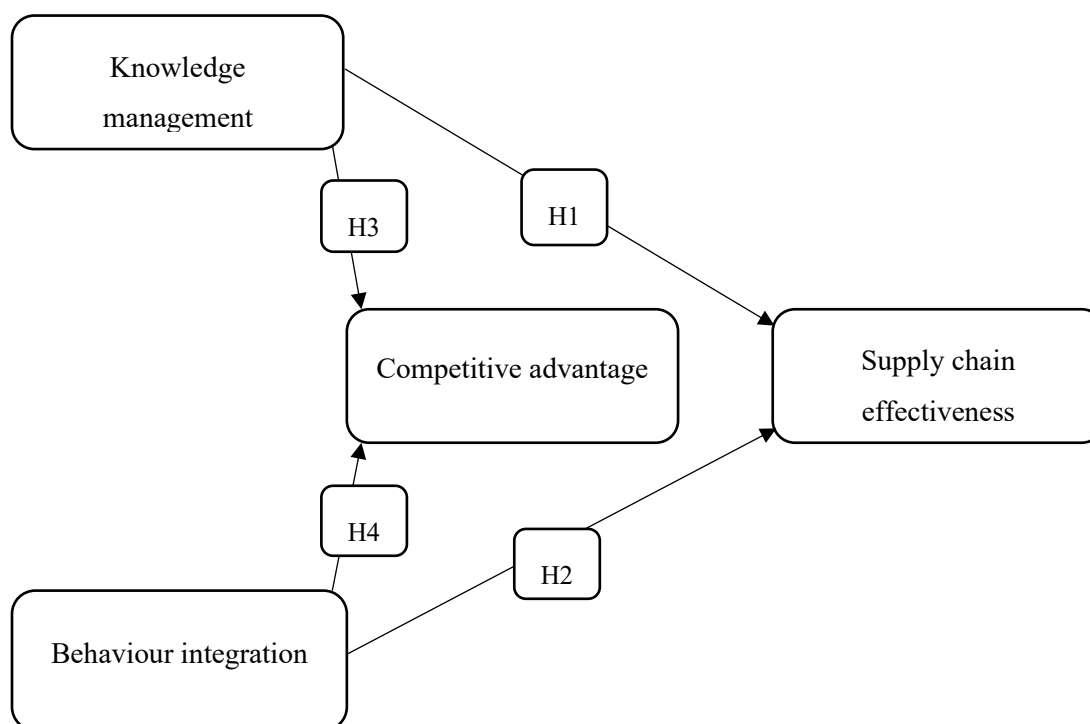 Knowledge
management
H1
H3
Competitive advantage
Supply chain
effectiveness
H4
H2
Behaviour integration